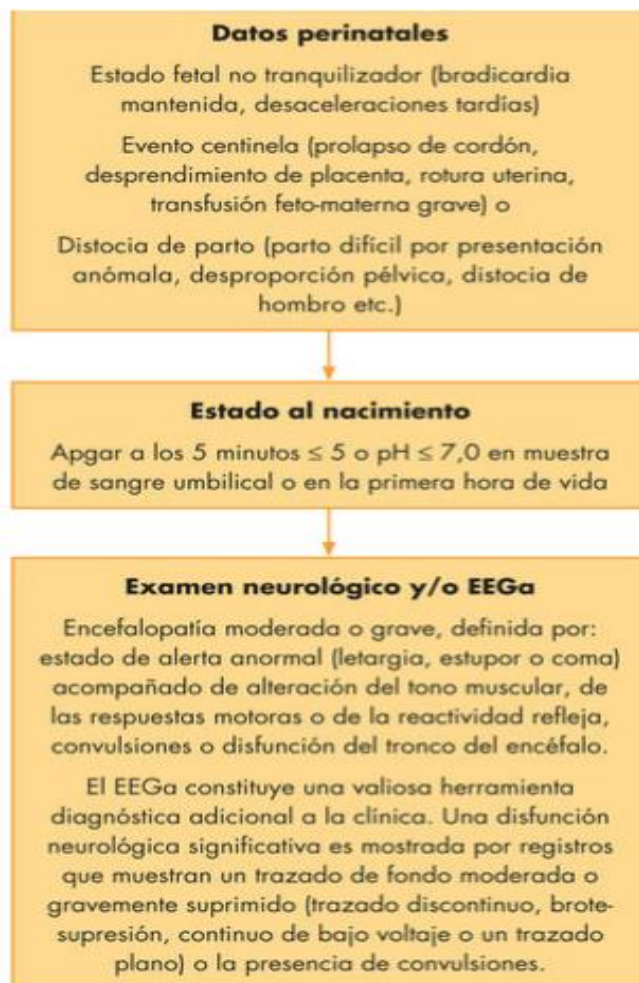 Datos perinatales
Estado fetal no tranquilizador (bradicardia
mantenida, desaceleraciones tardías)
Evento centinela (prolapso de cordón,
desprendimiento de placenta, rotura uterina,
transfusión feto-materna grave) o
Distocia de parto (parto difícil por presentación
anómala, desproporción pélvica, distocia de
hombro etc.)
Estado al nacimiento
Apgar a los 5 minutos ≤ 5 o pH ≤ 7,0 en muestra
de sangre umbilical o en la primera hora de vida
Examen neurológico y/o EEGa
Encefalopatía moderada o grave, definida por:
estado de alerta anormal (letargia, estupor o coma)
acompañado de alteración del tono muscular, de
las respuestas motoras o de la reactividad refleja,
convulsiones o disfunción del tronco del encéfalo.
El EEGa constituye una valiosa herramienta
diagnóstica adicional a la clínica. Una disfunción
neurológica significativa es mostrada por registros
que muestran un trazado de fondo moderada o
gravemente suprimido (trazado discontinuo, brote-
supresión, continuo de bajo voltaje o un trazado
plano) o la presencia de convulsiones.